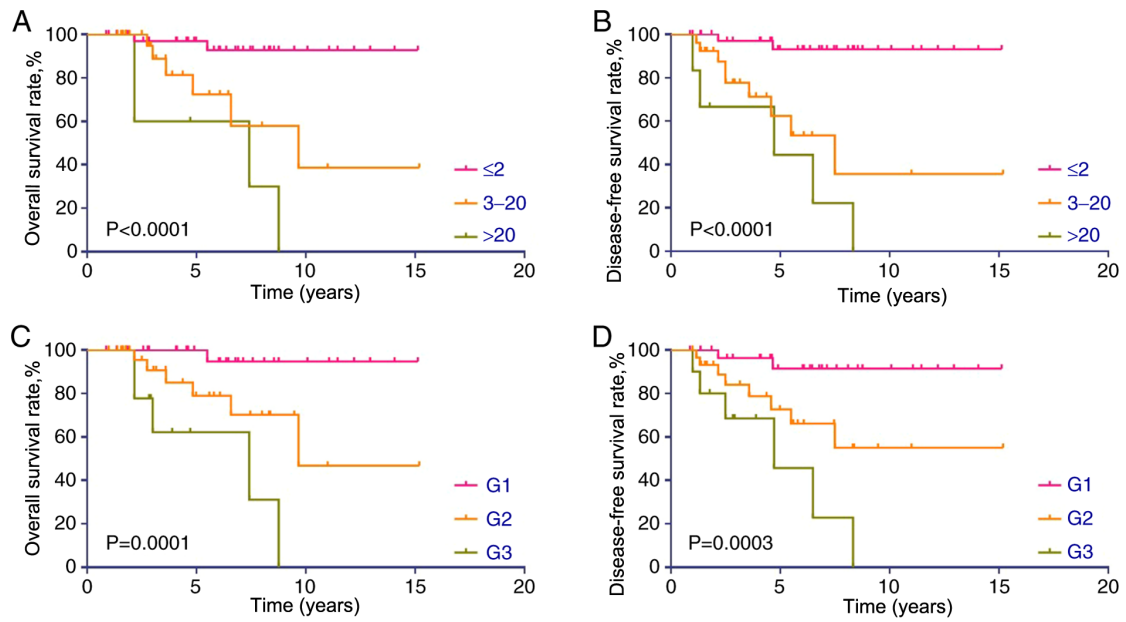 A
Overall survival rate,%
100
80
60
40
20
0
≤2
3–20
>20
P<0.0001
0 5 10 15 20
Time (years)
B
Disease-free survival rate,%
100
80
60
40
20
0
≤2
3–20
>20
P<0.0001
0 5 10 15 20
Time (years)
C
Overall survival rate,%
100
80
60
40
20
0
G1
G2
G3
P=0.0001
0 5 10 15 20
Time (years)
D
Disease-free survival rate,%
100
80
60
40
20
0
G1
G2
G3
P=0.0003
0 5 10 15 20
Time (years)